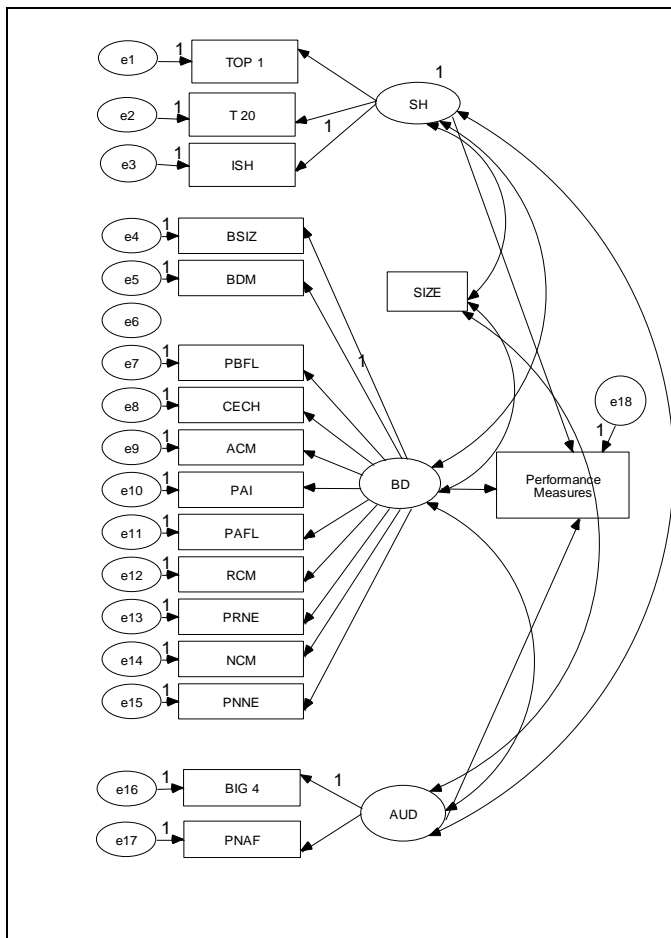 e1 1 TOP 1
1
SH
e2 1 T 20
1
e3 1 ISH
e4 1 BSIZ
e5 1 BDM
SIZE
e6
1
e7 1 PBFL
e8 1 CECH
e18
1
e9 1 ACM
e10 1 PAI
BD
Performance
Measures
e11 1 PAFL
e12 1 RCM
e13 1 PRNE
e14 1 NCM
e15 1 PNNE
e16 1 BIG 4
1
AUD
e17 1 PNAF